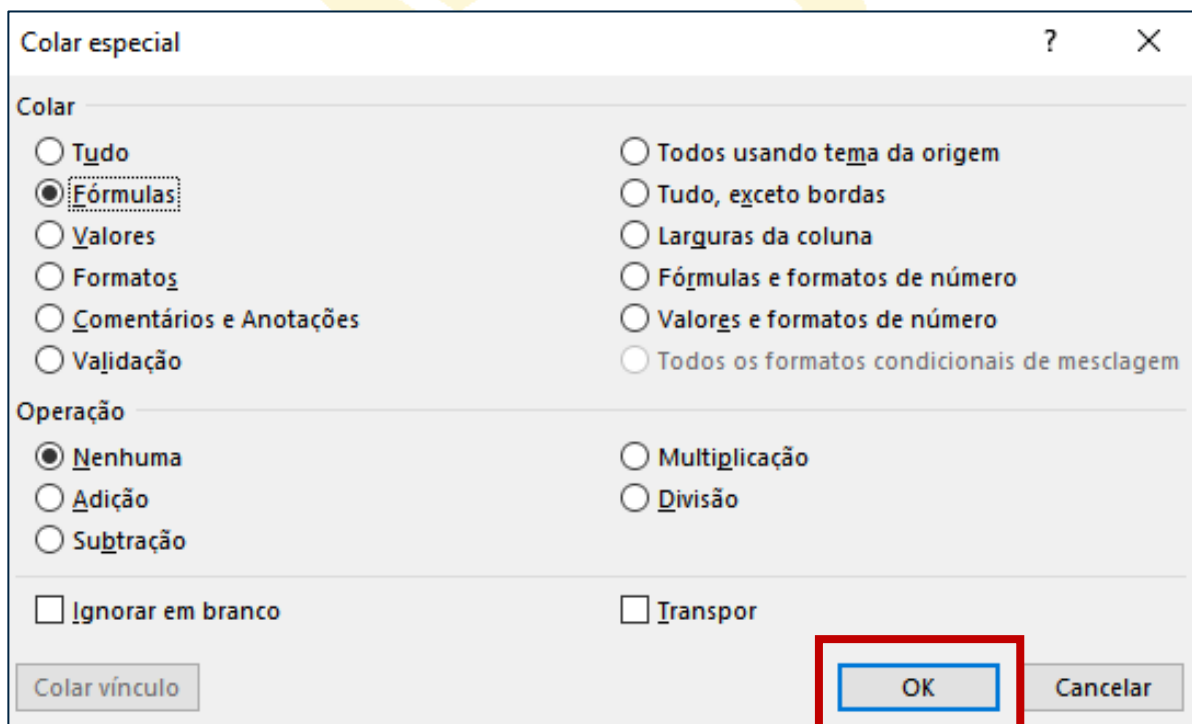 Colar especial ?
Colar
Tudo
Todos usando tema da origem
Fórmulas
Tudo, exceto bordas
Valores
Larguras da coluna
Formatos
Fórmulas e formatos de número
Comentários e Anotações
Valores e formatos de número
Validação
Todos os formatos condicionais de mesclagem
Operação
Nenhuma
Multiplicação
Adição
Divisão
Subtração
Ignorar em branco
Transpor
Colar vínculo
OK
Cancelar